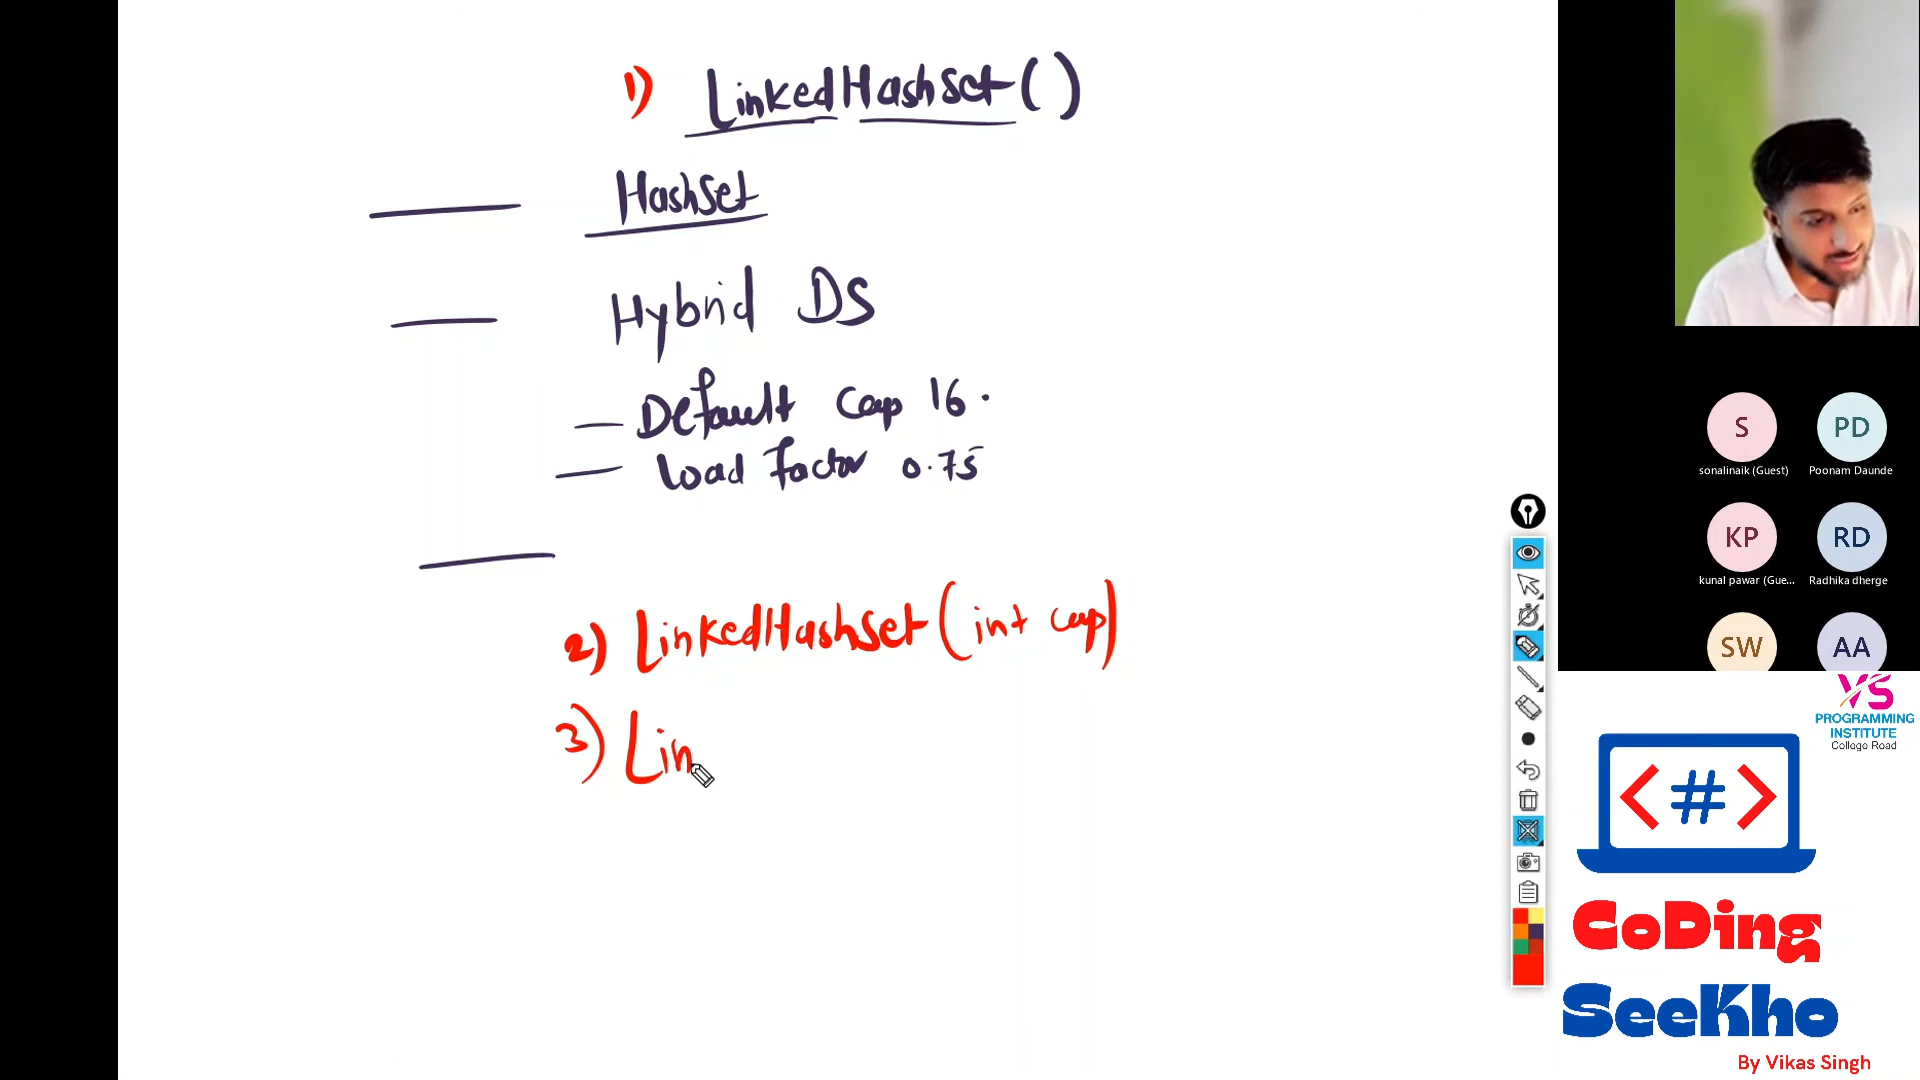 1) LinkedHashset()
HashSet
Hybrid DS
Default Cap 16.
Load factor 0.75
2) LinkedHashset(int cap)
3) Lin
S
PD
sonalinaik (Guest)
Poonam Daunde
KP
RD
kunal pawar (Gue...
Radhika dherge
SW
AA
VS
PROGRAMMING
INSTITUTE
College Road
<#>
CoDing
SeeKho
By Vikas Singh